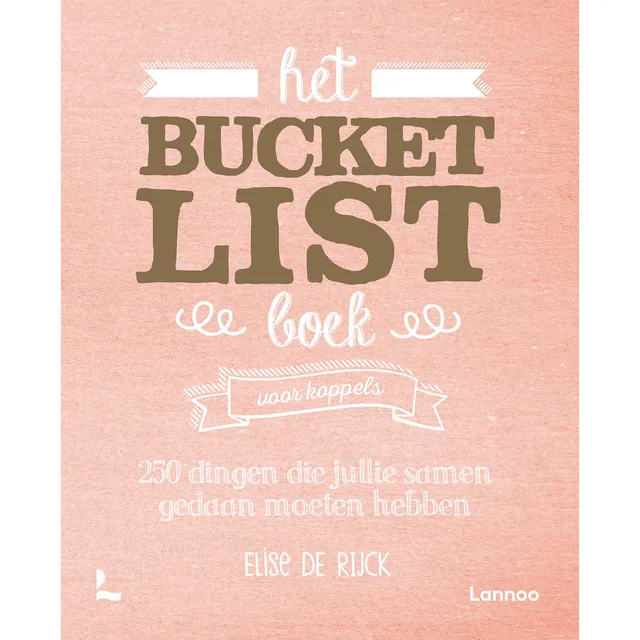 het
BUCKET
LIST
boek
voor koppels
250 dingen die jullie samen
gedaan moeten hebben
ELISE DE RIJCK
Lannoo